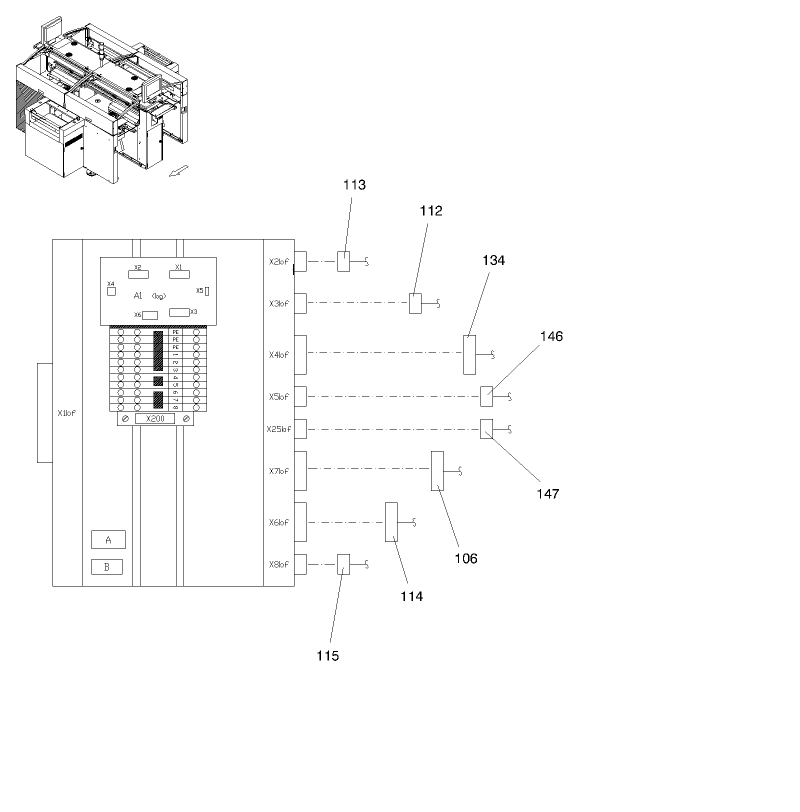 113
112
134
146
147
106
114
115
X2lof
X3lof
X4lof
X5lof
X25lof
X7lof
X6lof
X8lof
X1lof
X2 X1
X4 A1 (log) X5
X6 X3
PE
PE
PE
1
2
3
4
5
6
7
8
X200
A
B